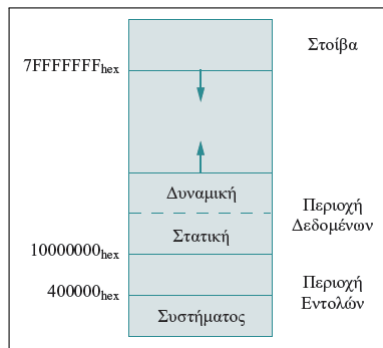 Στοίβα
7FFFFFFFhex
Δυναμική
Περιοχή
Δεδομένων
Στατική
10000000hex
Περιοχή
Εντολών
400000hex
Συστήματος